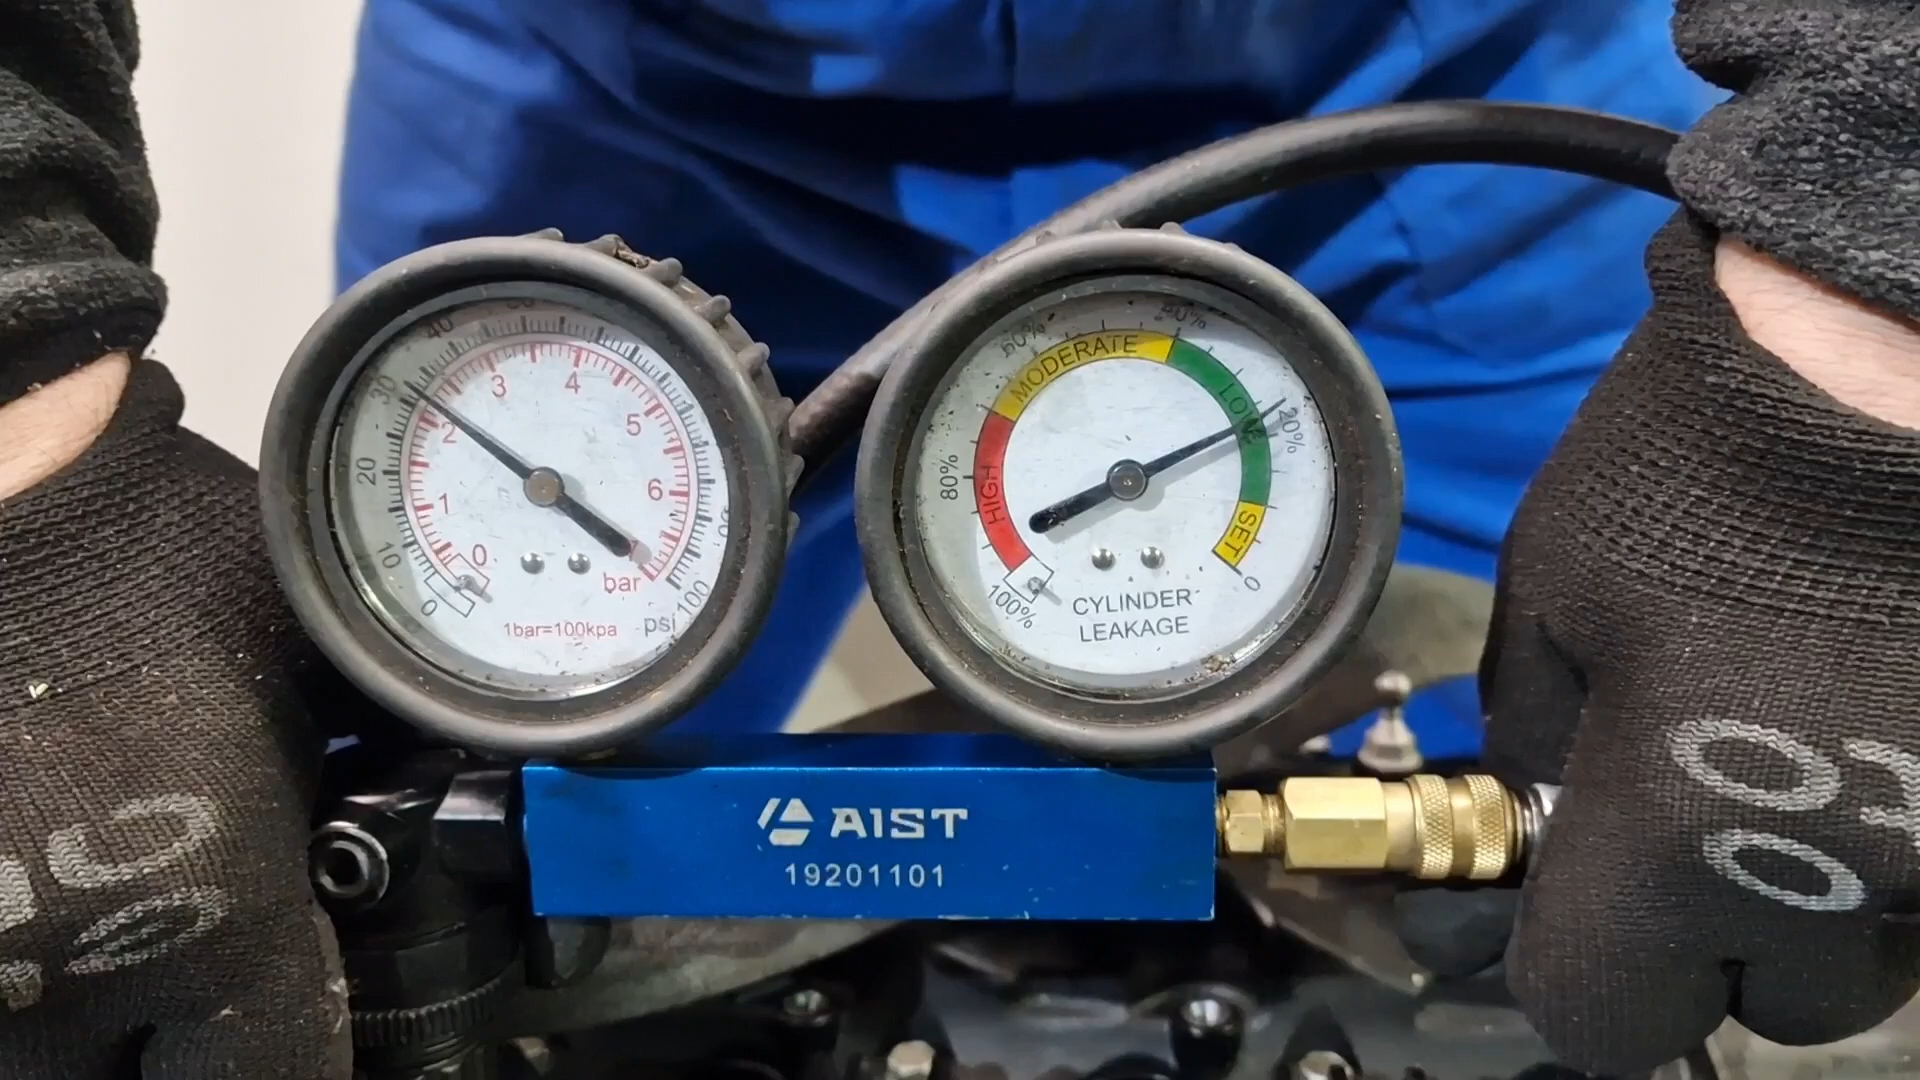 0
10
20
30
40
50
100
psi
0
1
2
3
4
5
6
bar
1bar=100kpa
100%
80%
60%
40%
20%
0
HIGH
MODERATE
LOW
SET
CYLINDER
LEAKAGE
AIST
19201101